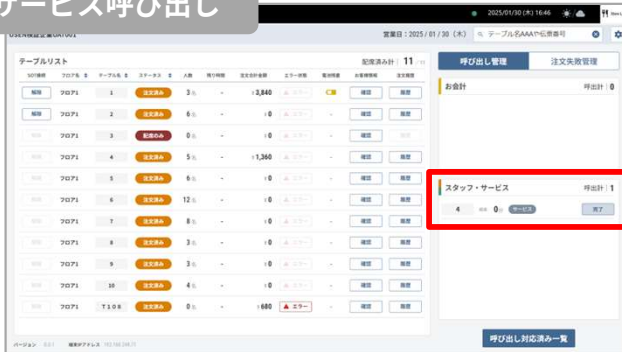 サービス呼び出し
2025/01/30 (木) 16:46
営業日：2025 / 01 / 30 (木)
テーブル名AAAや伝票番号
テーブルリスト
配席済み計 11
呼び出し管理
注文失敗管理
フロア名 テーブル名 ステータス 人数 残り時間 注文合計金額 エラー状態 電池残量 お客様情報 注文履歴
解除 フロア1 1 注文済み 3名 - ¥3,840 エラー 確認 履歴
解除 フロア1 2 注文済み 6名 - ¥0 エラー - 確認 履歴
フロア1 3 配席のみ 0名 - ¥0 エラー - 確認
フロア1 4 注文済み 5名 - ¥1,360 エラー - 確認 履歴
フロア1 5 注文済み 6名 - ¥0 エラー - 確認 履歴
フロア1 6 注文済み 12名 - ¥0 エラー - 確認 履歴
フロア1 7 注文済み 8名 - ¥0 エラー - 確認 履歴
フロア1 8 注文済み 3名 - ¥0 エラー - 確認 履歴
フロア1 9 注文済み 3名 - ¥0 エラー - 確認 履歴
フロア1 10 注文済み 4名 - ¥0 エラー - 確認 履歴
フロア1 T108 注文済み 0名 - ¥680 エラー - 確認 履歴
お会計
呼出計 0
スタッフ・サービス
呼出計 1
4 0分 サービス 完了
バージョン 端末IPアドレス
呼び出し対応済み一覧